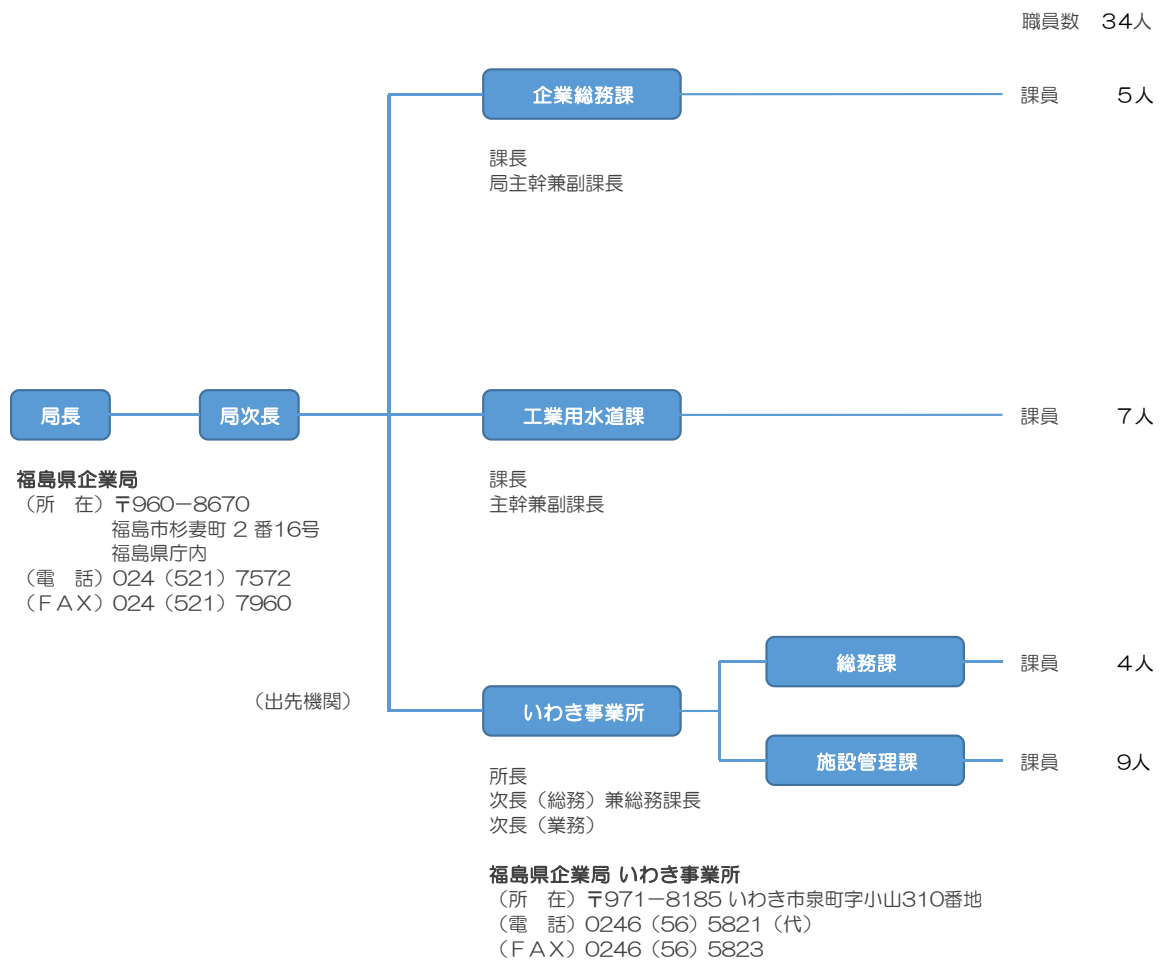 職員数　34人
企業総務課
課員　5人
課長
局主幹兼副課長
局長
局次長
工業用水道課
課員　7人
福島県企業局
（所　在）〒960－8670
福島市杉妻町 2 番16号
福島県庁内
（電　話）024（521）7572
（ＦＡＸ）024（521）7960
課長
主幹兼副課長
（出先機関）
いわき事業所
総務課
課員　4人
施設管理課
課員　9人
所長
次長（総務）兼総務課長
次長（業務）
福島県企業局 いわき事業所
（所　在）〒971－8185 いわき市泉町字小山310番地
（電　話）0246（56）5821（代）
（ＦＡＸ）0246（56）5823